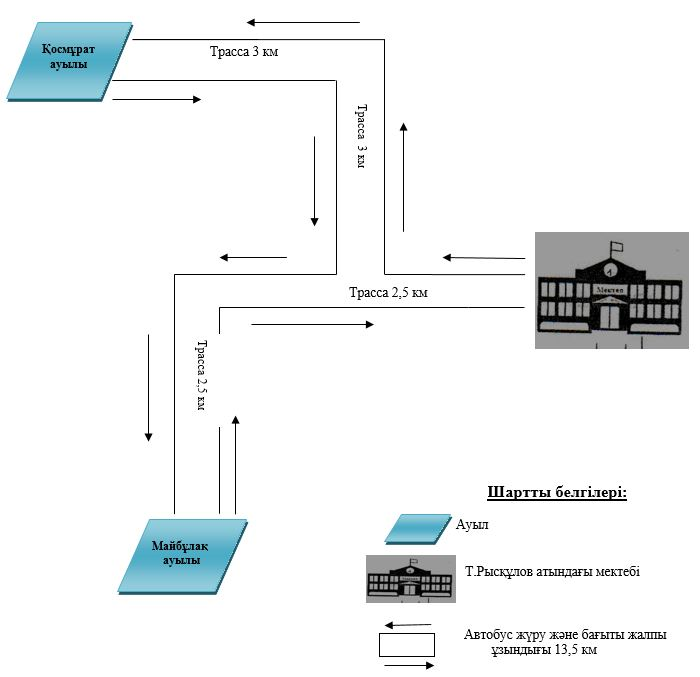 Қосмұрат
ауылы
Трасса 3 км
Трасса 3 км
Мектеп
Трасса 2,5 км
Трасса 2,5 км
Майбұлақ
ауылы
Шартты белгілері:
Ауыл
Т.Рысқұлов атындағы мектебі
Автобус жүру және бағыты жалпы
ұзындығы 13,5 км